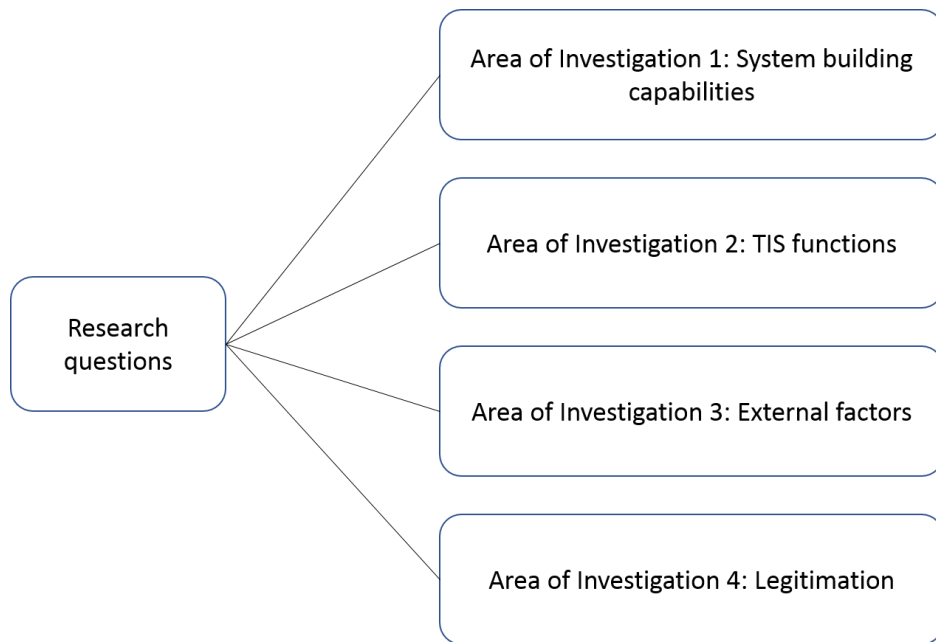 Area of Investigation 1: System building
capabilities
Area of Investigation 2: TIS functions
Research
questions
Area of Investigation 3: External factors
Area of Investigation 4: Legitimation